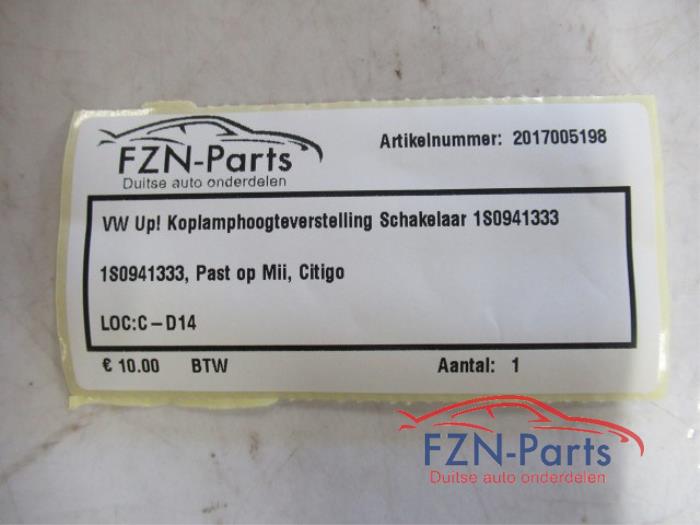 FZN-Parts
Duitse auto onderdelen
Artikelnummer: 2017005198
VW Up! Koplamphoogteverstelling Schakelaar 1S0941333
1S0941333, Past op Mii, Citigo
LOC:C-D14
€ 10.00 BTW Aantal: 1
FZN-Parts
Duitse auto onderdelen